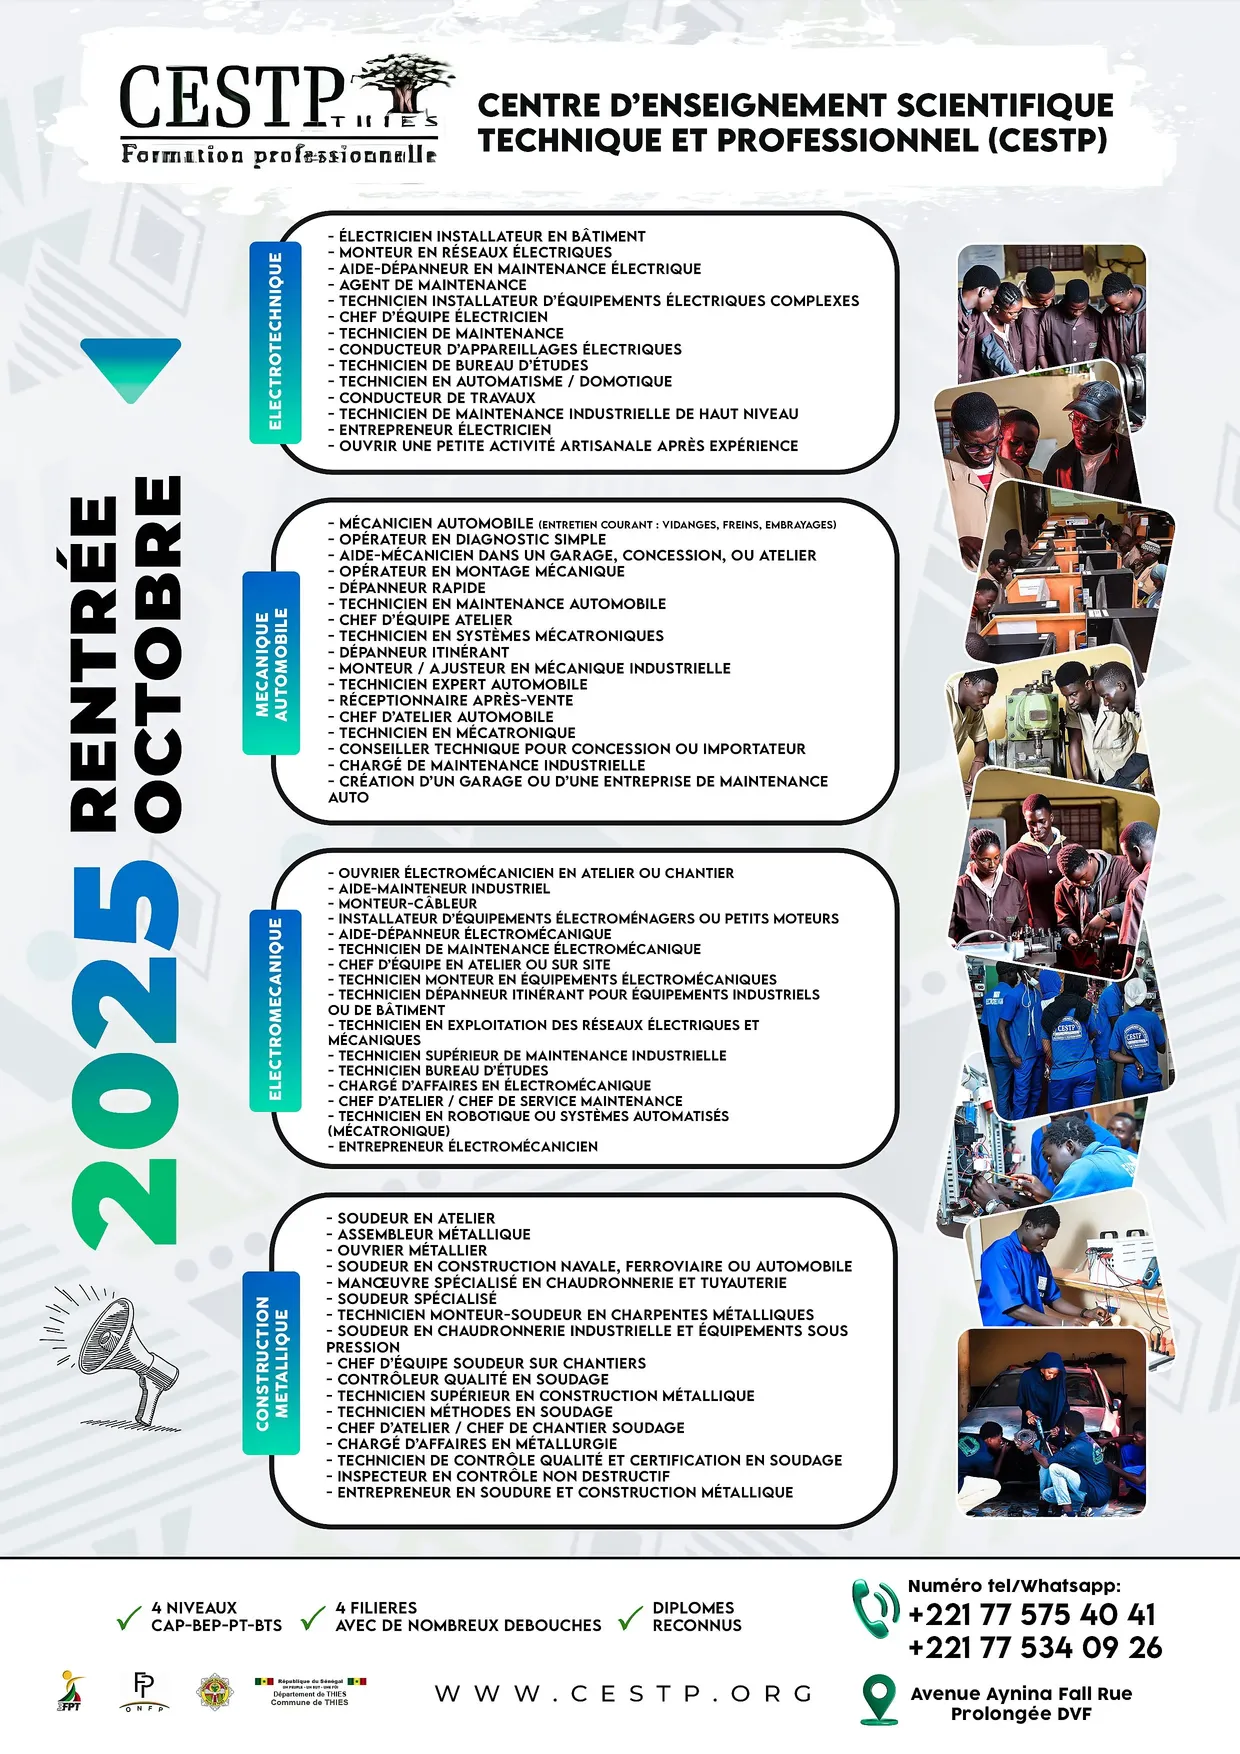 CESTP
THIES
Formation professionnelle
CENTRE D'ENSEIGNEMENT SCIENTIFIQUE
TECHNIQUE ET PROFESSIONNEL (CESTP)
RENTRÉE
OCTOBRE
2025
ELECTROTECHNIQUE
- ÉLECTRICIEN INSTALLATEUR EN BÂTIMENT
- MONTEUR EN RÉSEAUX ÉLECTRIQUES
- AIDE-DÉPANNEUR EN MAINTENANCE ÉLECTRIQUE
- AGENT DE MAINTENANCE
- TECHNICIEN INSTALLATEUR D'ÉQUIPEMENTS ÉLECTRIQUES COMPLEXES
- CHEF D'ÉQUIPE ÉLECTRICIEN
- TECHNICIEN DE MAINTENANCE
- CONDUCTEUR D'APPAREILLAGES ÉLECTRIQUES
- TECHNICIEN DE BUREAU D'ÉTUDES
- TECHNICIEN EN AUTOMATISME / DOMOTIQUE
- CONDUCTEUR DE TRAVAUX
- TECHNICIEN DE MAINTENANCE INDUSTRIELLE DE HAUT NIVEAU
- ENTREPRENEUR ÉLECTRICIEN
- OUVRIR UNE PETITE ACTIVITÉ ARTISANALE APRÈS EXPÉRIENCE
MECANIQUE
AUTOMOBILE
- MÉCANICIEN AUTOMOBILE (ENTRETIEN COURANT : VIDANGES, FREINS, EMBRAYAGES)
- OPÉRATEUR EN DIAGNOSTIC SIMPLE
- AIDE-MÉCANICIEN DANS UN GARAGE, CONCESSION, OU ATELIER
- OPÉRATEUR EN MONTAGE MÉCANIQUE
- DÉPANNEUR RAPIDE
- TECHNICIEN EN MAINTENANCE AUTOMOBILE
- CHEF D'ÉQUIPE ATELIER
- TECHNICIEN EN SYSTÈMES MÉCATRONIQUES
- DÉPANNEUR ITINÉRANT
- MONTEUR / AJUSTEUR EN MÉCANIQUE INDUSTRIELLE
- TECHNICIEN EXPERT AUTOMOBILE
- RÉCEPTIONNAIRE APRÈS-VENTE
- CHEF D'ATELIER AUTOMOBILE
- TECHNICIEN EN MÉCATRONIQUE
- CONSEILLER TECHNIQUE POUR CONCESSION OU IMPORTATEUR
- CHARGÉ DE MAINTENANCE INDUSTRIELLE
- CRÉATION D'UN GARAGE OU D'UNE ENTREPRISE DE MAINTENANCE
AUTO
ELECTROMECANIQUE
- OUVRIER ÉLECTROMÉCANICIEN EN ATELIER OU CHANTIER
- AIDE-MAINTENEUR INDUSTRIEL
- MONTEUR-CÂBLEUR
- INSTALLATEUR D'ÉQUIPEMENTS ÉLECTROMÉNAGERS OU PETITS MOTEURS
- AIDE-DÉPANNEUR ÉLECTROMÉCANIQUE
- TECHNICIEN DE MAINTENANCE ÉLECTROMÉCANIQUE
- CHEF D'ÉQUIPE EN ATELIER OU SUR SITE
- TECHNICIEN MONTEUR EN ÉQUIPEMENTS ÉLECTROMÉCANIQUES
- TECHNICIEN DÉPANNEUR ITINÉRANT POUR ÉQUIPEMENTS INDUSTRIELS
OU DE BÂTIMENT
- TECHNICIEN EN EXPLOITATION DES RÉSEAUX ÉLECTRIQUES ET
MÉCANIQUES
- TECHNICIEN SUPÉRIEUR DE MAINTENANCE INDUSTRIELLE
- TECHNICIEN BUREAU D'ÉTUDES
- CHARGÉ D'AFFAIRES EN ÉLECTROMÉCANIQUE
- CHEF D'ATELIER / CHEF DE SERVICE MAINTENANCE
- TECHNICIEN EN ROBOTIQUE OU SYSTÈMES AUTOMATISÉS
(MÉCATRONIQUE)
- ENTREPRENEUR ÉLECTROMÉCANICIEN
CONSTRUCTION
METALLIQUE
- SOUDEUR EN ATELIER
- ASSEMBLEUR MÉTALLIQUE
- OUVRIER MÉTALLIER
- SOUDEUR EN CONSTRUCTION NAVALE, FERROVIAIRE OU AUTOMOBILE
- MANŒUVRE SPÉCIALISÉ EN CHAUDRONNERIE ET TUYAUTERIE
- SOUDEUR SPÉCIALISÉ
- TECHNICIEN MONTEUR-SOUDEUR EN CHARPENTES MÉTALLIQUES
- SOUDEUR EN CHAUDRONNERIE INDUSTRIELLE ET ÉQUIPEMENTS SOUS
PRESSION
- CHEF D'ÉQUIPE SOUDEUR SUR CHANTIERS
- CONTRÔLEUR QUALITÉ EN SOUDAGE
- TECHNICIEN SUPÉRIEUR EN CONSTRUCTION MÉTALLIQUE
- TECHNICIEN MÉTHODES EN SOUDAGE
- CHEF D'ATELIER / CHEF DE CHANTIER SOUDAGE
- CHARGÉ D'AFFAIRES EN MÉTALLURGIE
- TECHNICIEN DE CONTRÔLE QUALITÉ ET CERTIFICATION EN SOUDAGE
- INSPECTEUR EN CONTRÔLE NON DESTRUCTIF
- ENTREPRENEUR EN SOUDURE ET CONSTRUCTION MÉTALLIQUE
CESTP
CESTP
4 NIVEAUX
CAP-BEP-PT-BTS
4 FILIERES
AVEC DE NOMBREUX DEBOUCHES
DIPLOMES
RECONNUS
Numéro tel/Whatsapp:
+221 77 575 40 41
+221 77 534 09 26
Avenue Aynina Fall Rue
Prolongée DVF
FPT
FP
ONFP
République du Sénégal
UN PEUPLE - UN BUT - UNE FOI
Département de THIES
Commune de THIES
WWW.CESTP.ORG